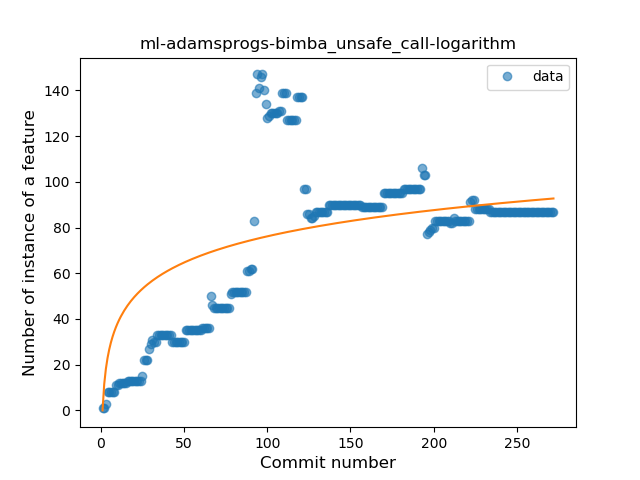 ml-adamsprogs-bimba_unsafe_call-logarithm
data
Number of instance of a feature
140
120
100
80
60
40
20
0
0 50 100 150 200 250
Commit number